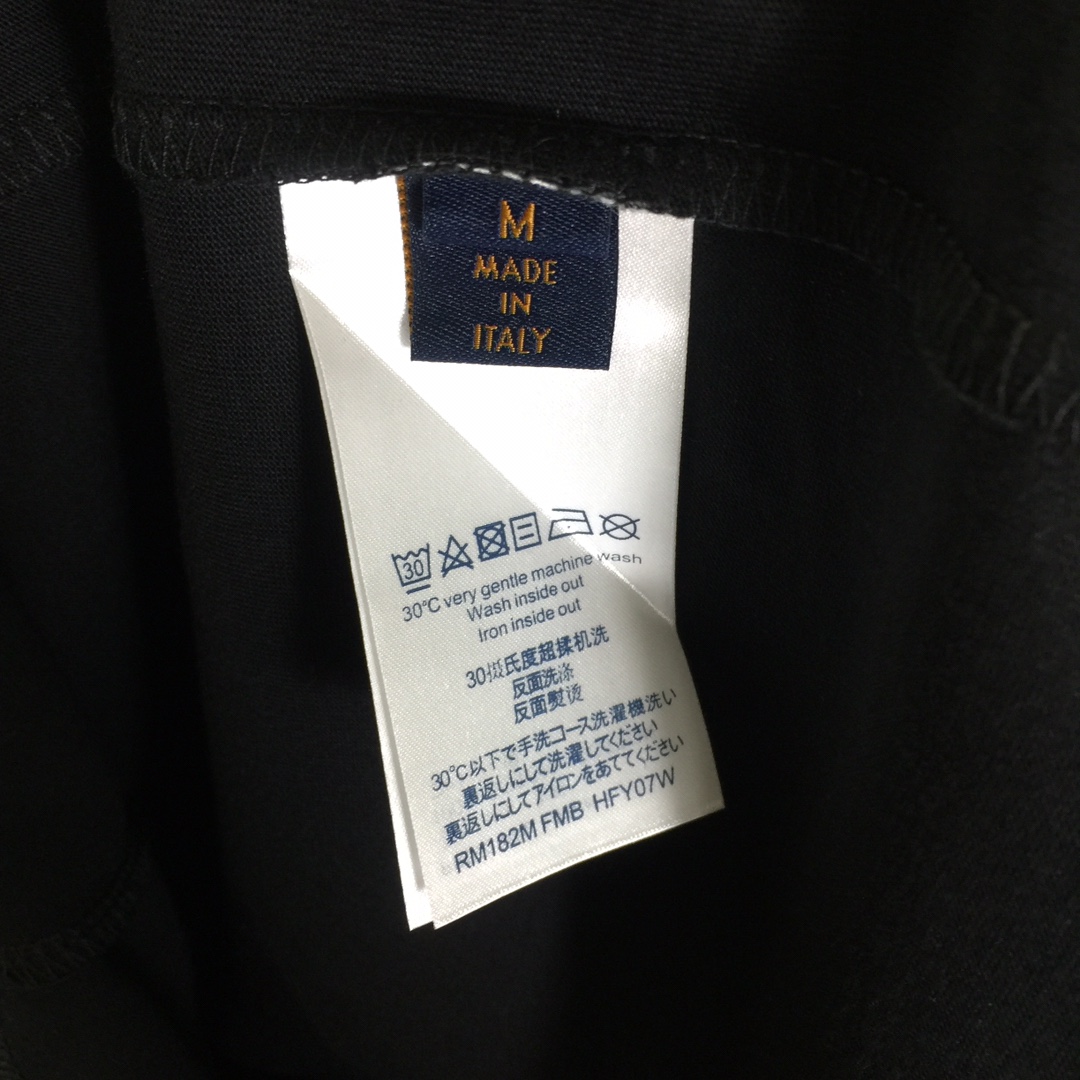 M
MADE
IN
ITALY
30
30°C very gentle machine wash
Wash inside out
Iron inside out
30摄氏度超揉机洗
反面洗涤
反面熨烫
30°C以下で手洗コース洗濯機洗い
裏返しにして洗濯してください
裏返しにしてアイロンをあててください
RM182M FMB HFY07W